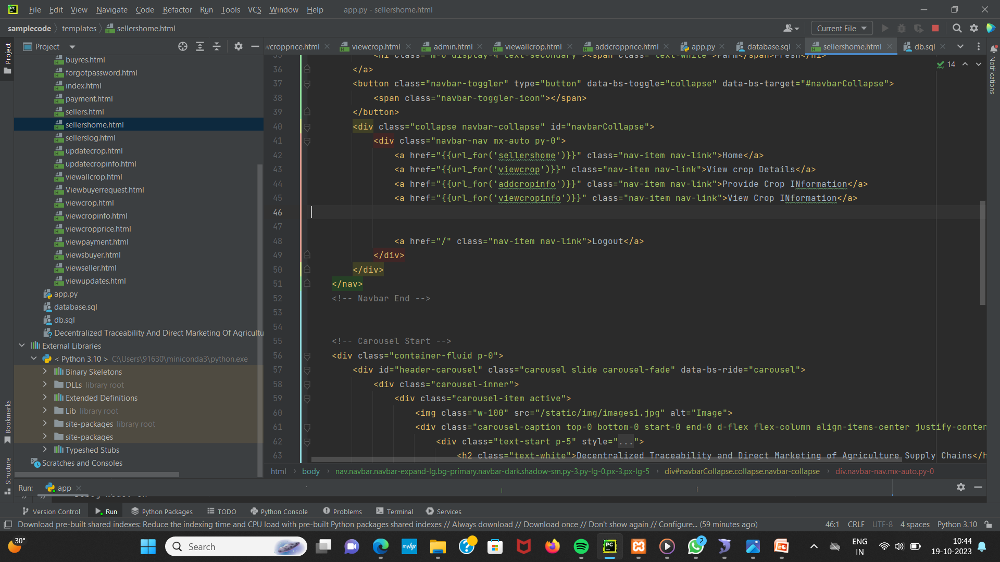 File Edit View Navigate Code Refactor Run Tools VCS Window Help app.py - sellershome.html
samplecode templates sellershome.html Current File
Project wcropprice.html viewcrop.html admin.html viewallcrop.html addcropprice.html app.py database.sql sellershome.html db.sql
Project
Notifications
Bookmarks
Structure
buyres.html
forgotpassword.html
index.html
payment.html
sellers.html
sellershome.html
sellerslog.html
updatecrop.html
updatecropinfo.html
viewallcrop.html
Viewbuyerrequest.html
viewcrop.html
viewcropinfo.html
viewcropprice.html
viewpayment.html
viewsbuyer.html
viewseller.html
viewupdates.html
app.py
database.sql
db.sql
Decentralized Traceability And Direct Marketing Of Agricultu
External Libraries
< Python 3.10 > C:\Users\91630\miniconda3\python.exe
Binary Skeletons
DLLs library root
Extended Definitions
Lib library root
site-packages library root
site-packages
Typeshed Stubs
Scratches and Consoles
14
36 </a>
37 <button class="navbar-toggler" type="button" data-bs-toggle="collapse" data-bs-target="#navbarCollapse">
38 <span class="navbar-toggler-icon"></span>
39 </button>
40 <div class="collapse navbar-collapse" id="navbarCollapse">
41 <div class="navbar-nav mx-auto py-0">
42 <a href="{{url_for('sellershome')}}" class="nav-item nav-link">Home</a>
43 <a href="{{url_for('viewcrop')}}" class="nav-item nav-link">View crop Details</a>
44 <a href="{{url_for('addcropinfo')}}" class="nav-item nav-link">Provide Crop INformation</a>
45 <a href="{{url_for('viewcropinfo')}}" class="nav-item nav-link">View Crop INformation</a>
46
47
48 <a href="/" class="nav-item nav-link">Logout</a>
49 </div>
50 </div>
51 </nav>
52 <!-- Navbar End -->
53
54
55 <!-- Carousel Start -->
56 <div class="container-fluid p-0">
57 <div id="header-carousel" class="carousel slide carousel-fade" data-bs-ride="carousel">
58 <div class="carousel-inner">
59 <div class="carousel-item active">
60 <img class="w-100" src="/static/img/images1.jpg" alt="Image">
61 <div class="carousel-caption top-0 bottom-0 start-0 end-0 d-flex flex-column align-items-center justify-conten
62 <div class="text-start p-5" style="...">
63 <h2 class="text-white">Decentralized Traceability and Direct Marketing of Agriculture Supply Chains</h
html body nav.navbar.navbar-expand-lg.bg-primary.navbar-dark.shadow-sm.py-3.py-lg-0.px-3.px-lg-5 div#navbarCollapse.collapse.navbar-collapse div.navbar-nav.mx-auto.py-0
Run: app
Version Control Run Python Packages TODO Python Console Problems Terminal Services
Download pre-built shared indexes: Reduce the indexing time and CPU load with pre-built Python packages shared indexes // Always download // Download once // Don't show again // Configure... (59 minutes ago) 46:1 CRLF UTF-8 4 spaces Python 3.10
30° Search myhp 2 ENG IN 10:44
19-10-2023